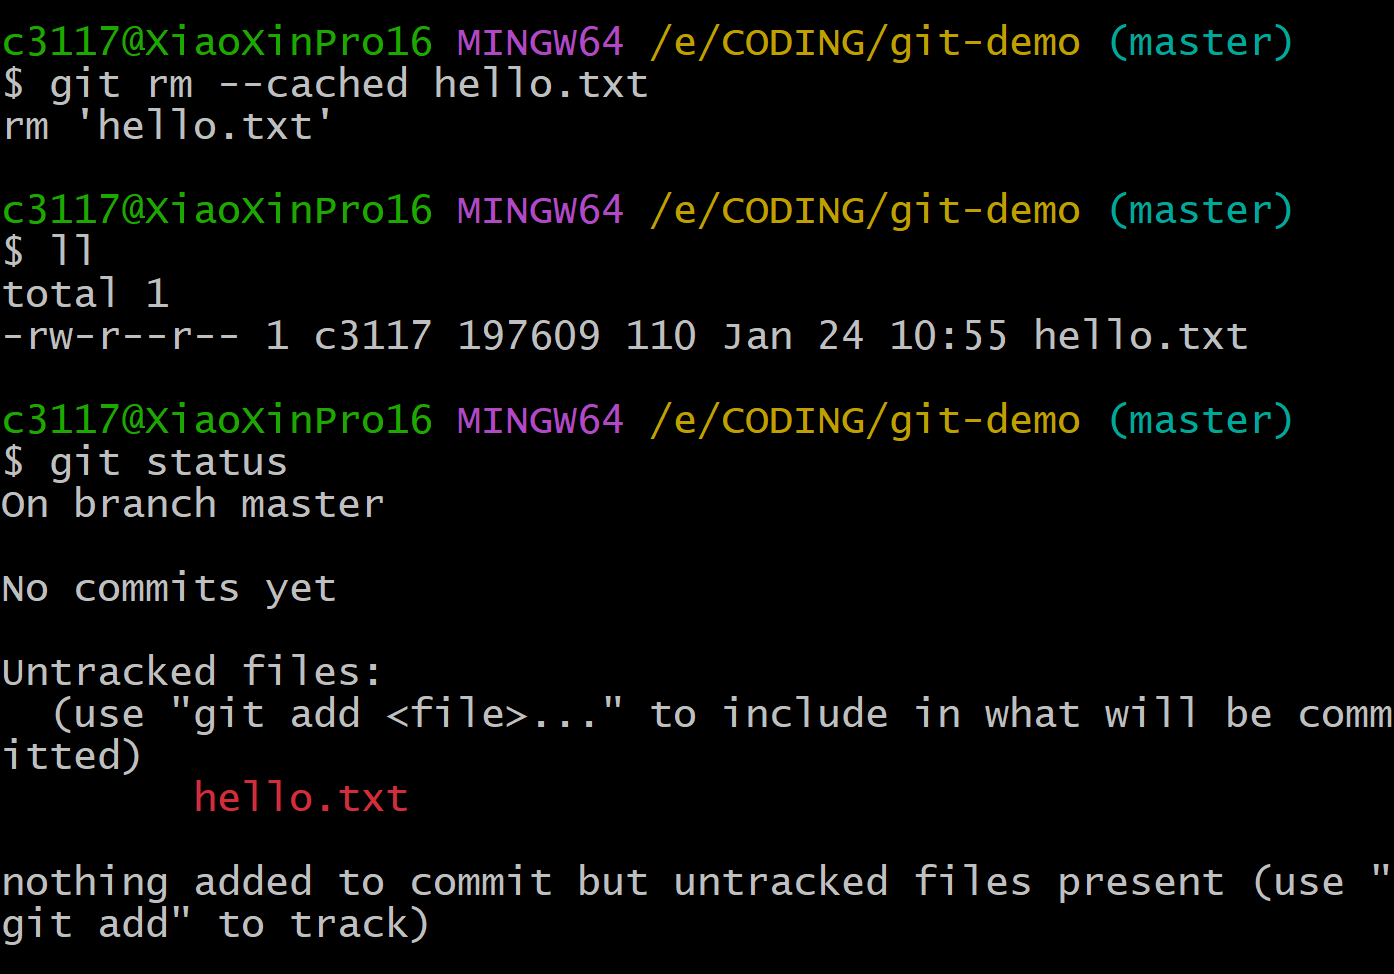 c3117@XiaoXinPro16 MINGW64 /e/CODING/git-demo (master)
$ git rm --cached hello.txt
rm 'hello.txt'
c3117@XiaoXinPro16 MINGW64 /e/CODING/git-demo (master)
$ ll
total 1
-rw-r--r-- 1 c3117 197609 110 Jan 24 10:55 hello.txt
c3117@XiaoXinPro16 MINGW64 /e/CODING/git-demo (master)
$ git status
On branch master
No commits yet
Untracked files:
  (use "git add <file>..." to include in what will be comm
itted)
        hello.txt
nothing added to commit but untracked files present (use "
git add" to track)